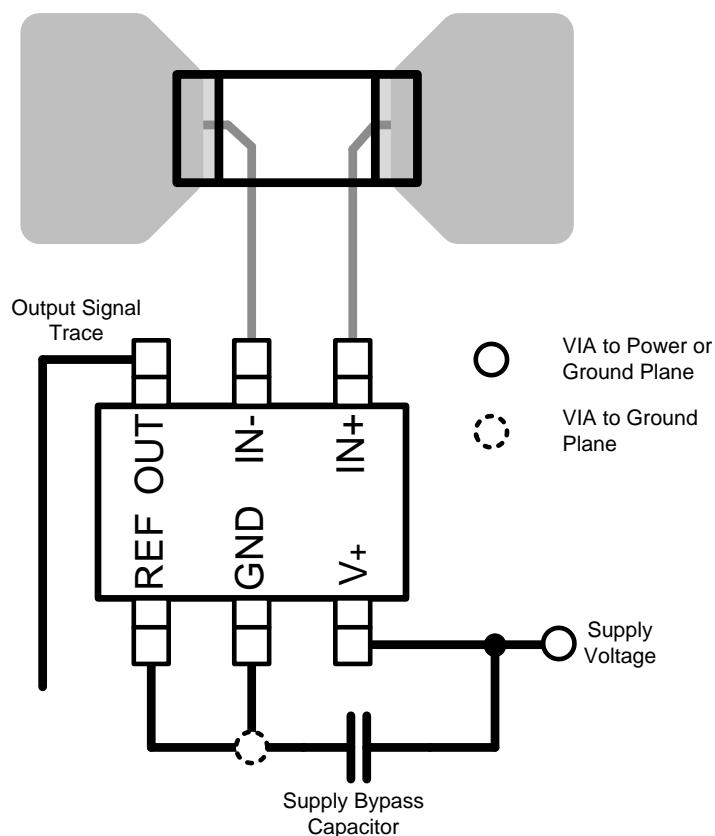 Output Signal
Trace
VIA to Power or
Ground Plane
VIA to Ground
Plane
OUT
IN-
IN+
REF
GND
V+
Supply
Voltage
Supply Bypass
Capacitor